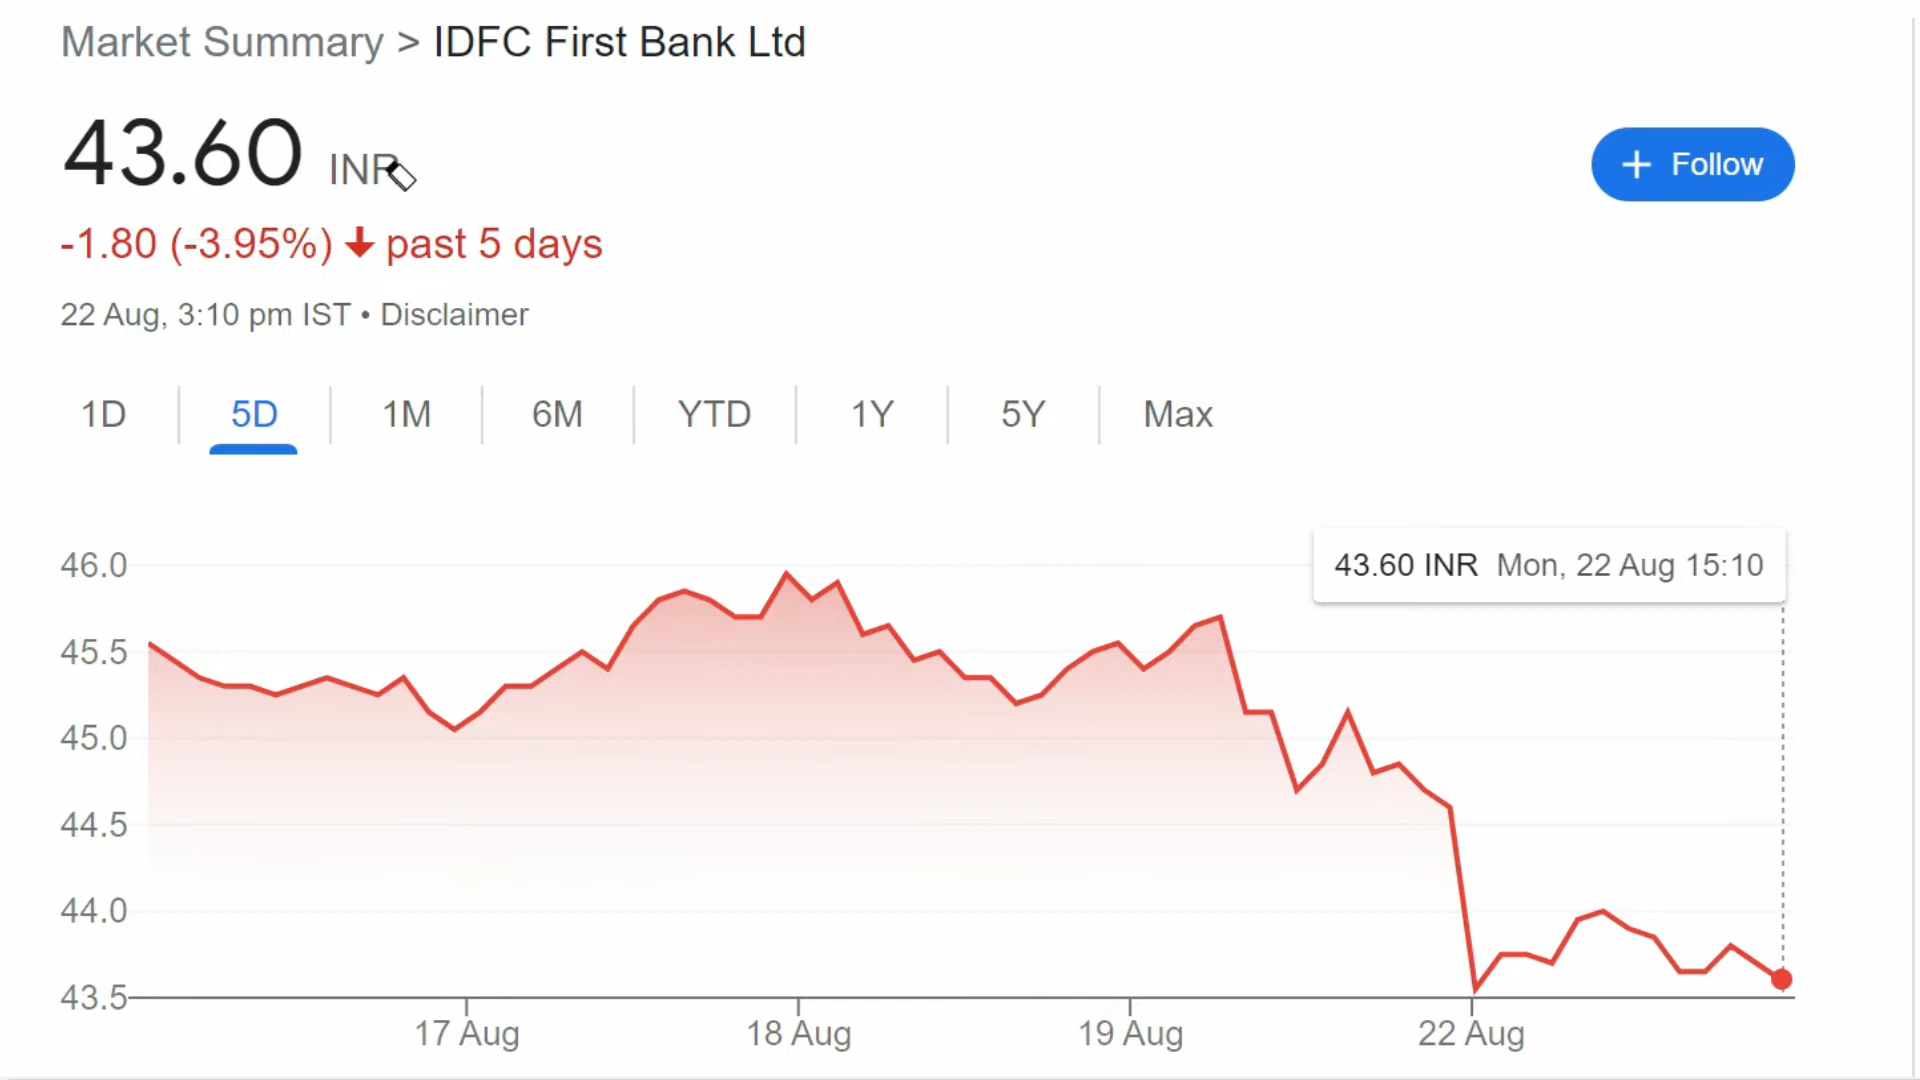 Market Summary > IDFC First Bank Ltd
43.60 INR
+ Follow
-1.80 (-3.95%) ↓ past 5 days
22 Aug, 3:10 pm IST • Disclaimer
1D 5D 1M 6M YTD 1Y 5Y Max
43.60 INR Mon, 22 Aug 15:10
46.0
45.5
45.0
44.5
44.0
43.5
17 Aug 18 Aug 19 Aug 22 Aug